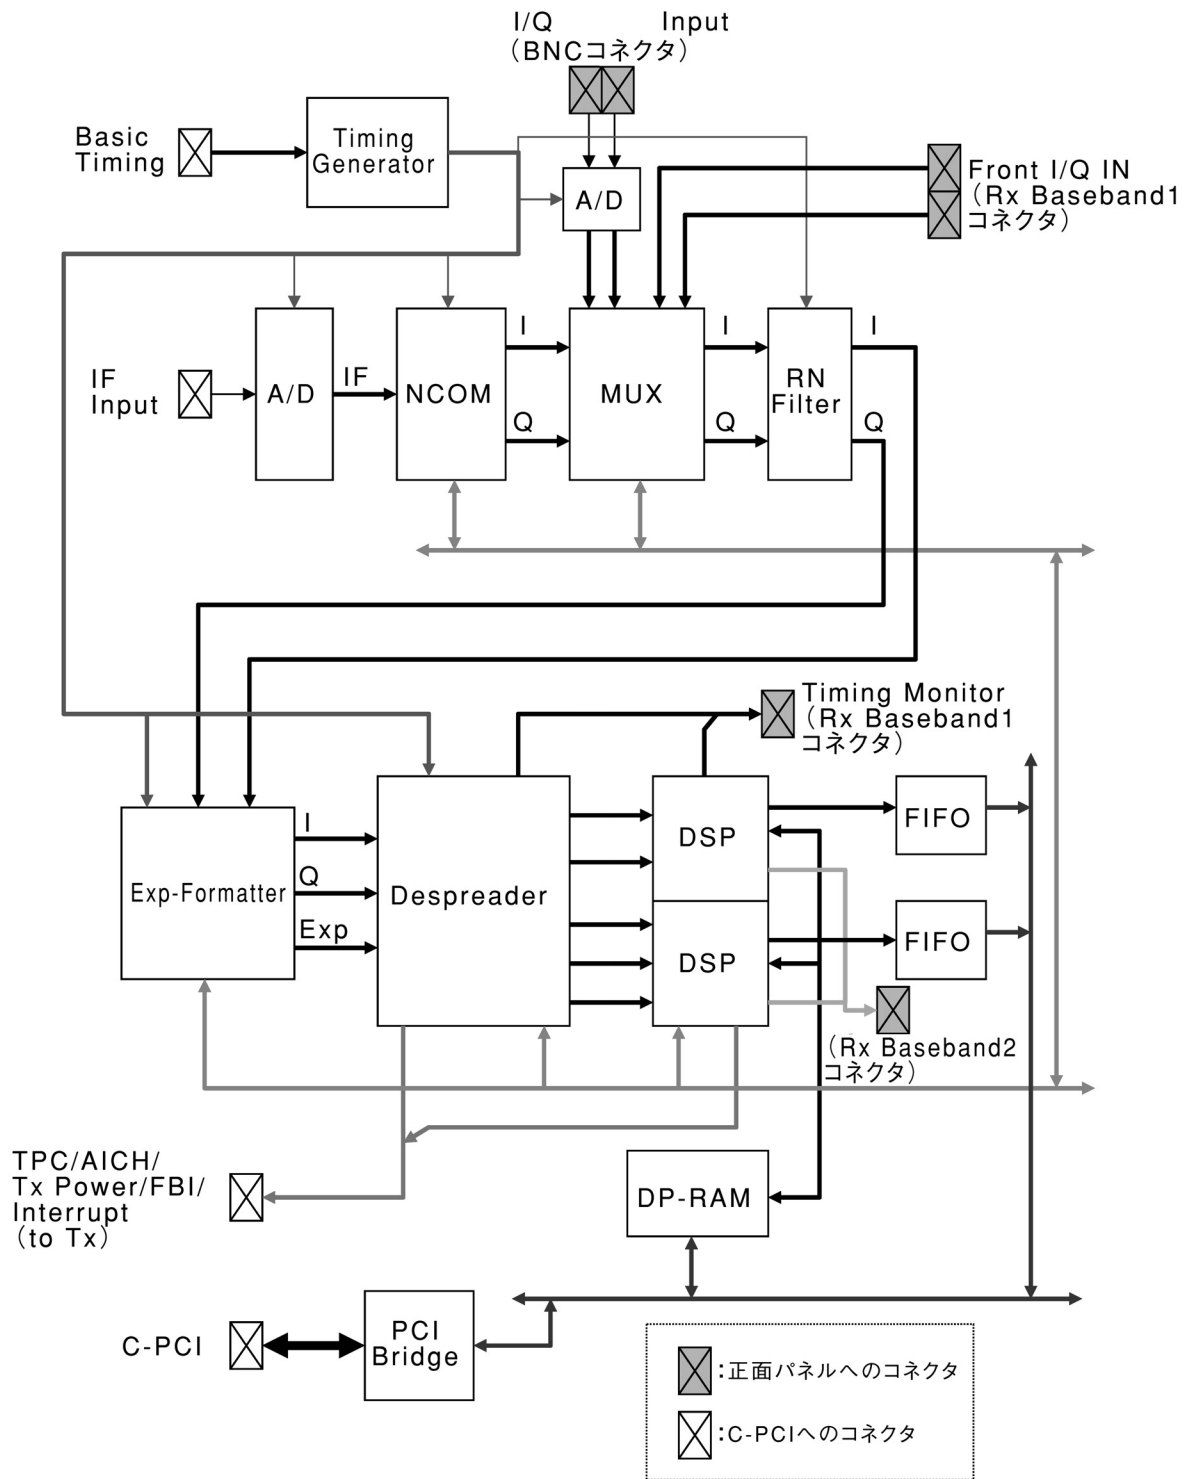 I/Q Input
（BNCコネクタ）
Basic
Timing
Timing
Generator
A/D
Front I/Q IN
（Rx Baseband1
コネクタ）
IF
Input
A/D
IF
NCOM
I
Q
MUX
I
Q
RN
Filter
I
Q
Timing Monitor
（Rx Baseband1
コネクタ）
Exp-Formatter
I
Q
Exp
Despreader
DSP
DSP
FIFO
FIFO
（Rx Baseband2
コネクタ）
TPC/AICH/
Tx Power/FBI/
Interrupt
（to Tx）
DP-RAM
C-PCI
PCI
Bridge
：正面パネルへのコネクタ
：C-PCIへのコネクタ